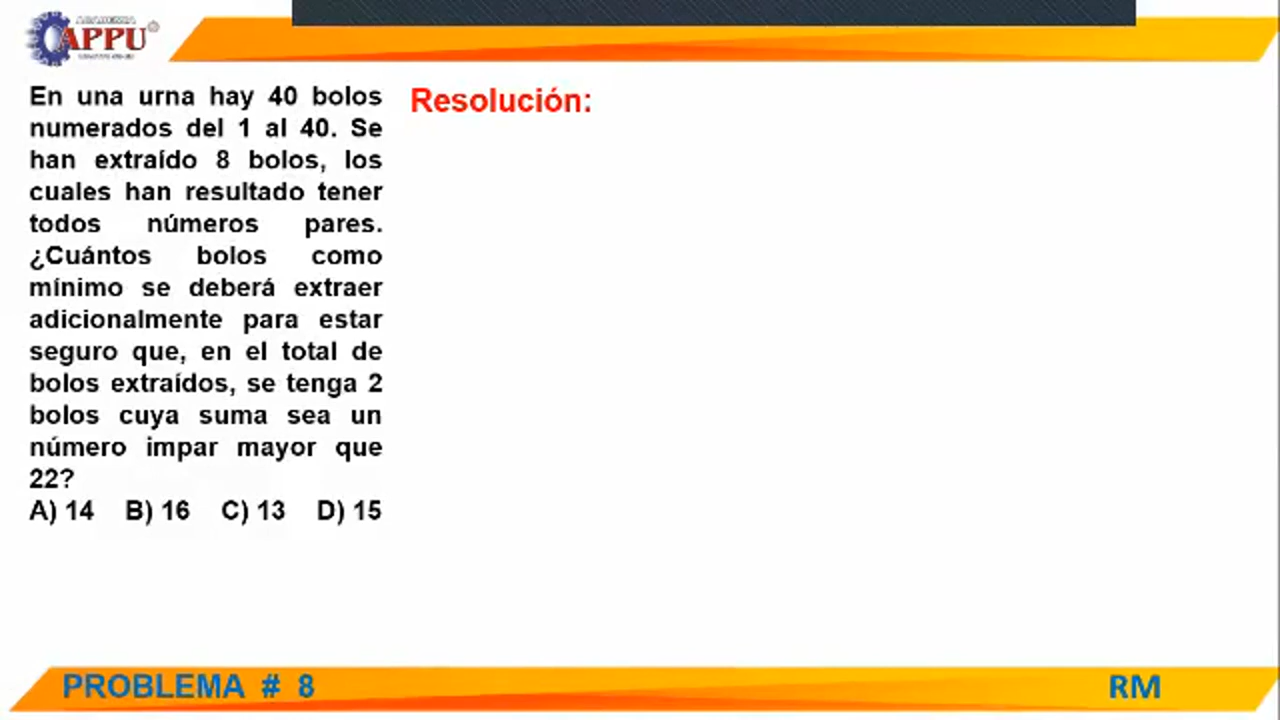 ACADEMIA
APPU
En una urna hay 40 bolos
numerados del 1 al 40. Se
han extraído 8 bolos, los
cuales han resultado tener
todos números pares.
¿Cuántos bolos como
mínimo se deberá extraer
adicionalmente para estar
seguro que, en el total de
bolos extraídos, se tenga 2
bolos cuya suma sea un
número impar mayor que
22?
A) 14 B) 16 C) 13 D) 15
Resolución:
PROBLEMA # 8
RM